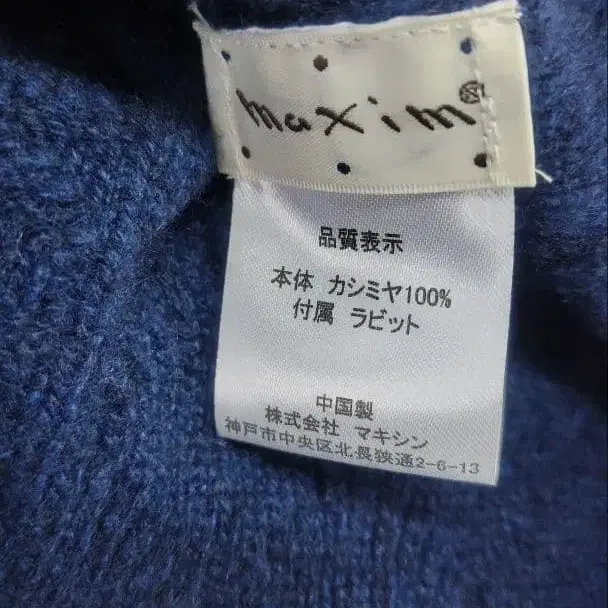 maxim®
品質表示
本体 カシミヤ100%
付属 ラビット
中国製
株式会社 マキシン
神戸市中央区北長狭通2-6-13